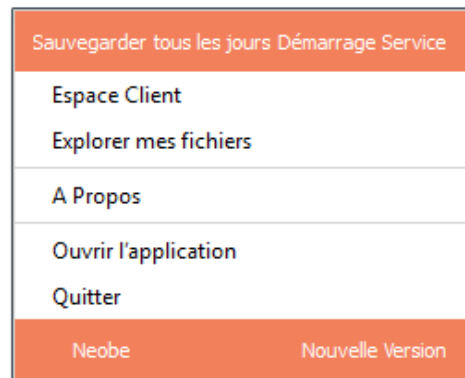 Sauvegarder tous les jours Démarrage Service
Espace Client
Explorer mes fichiers
A Propos
Ouvrir l'application
Quitter
Neobe Nouvelle Version